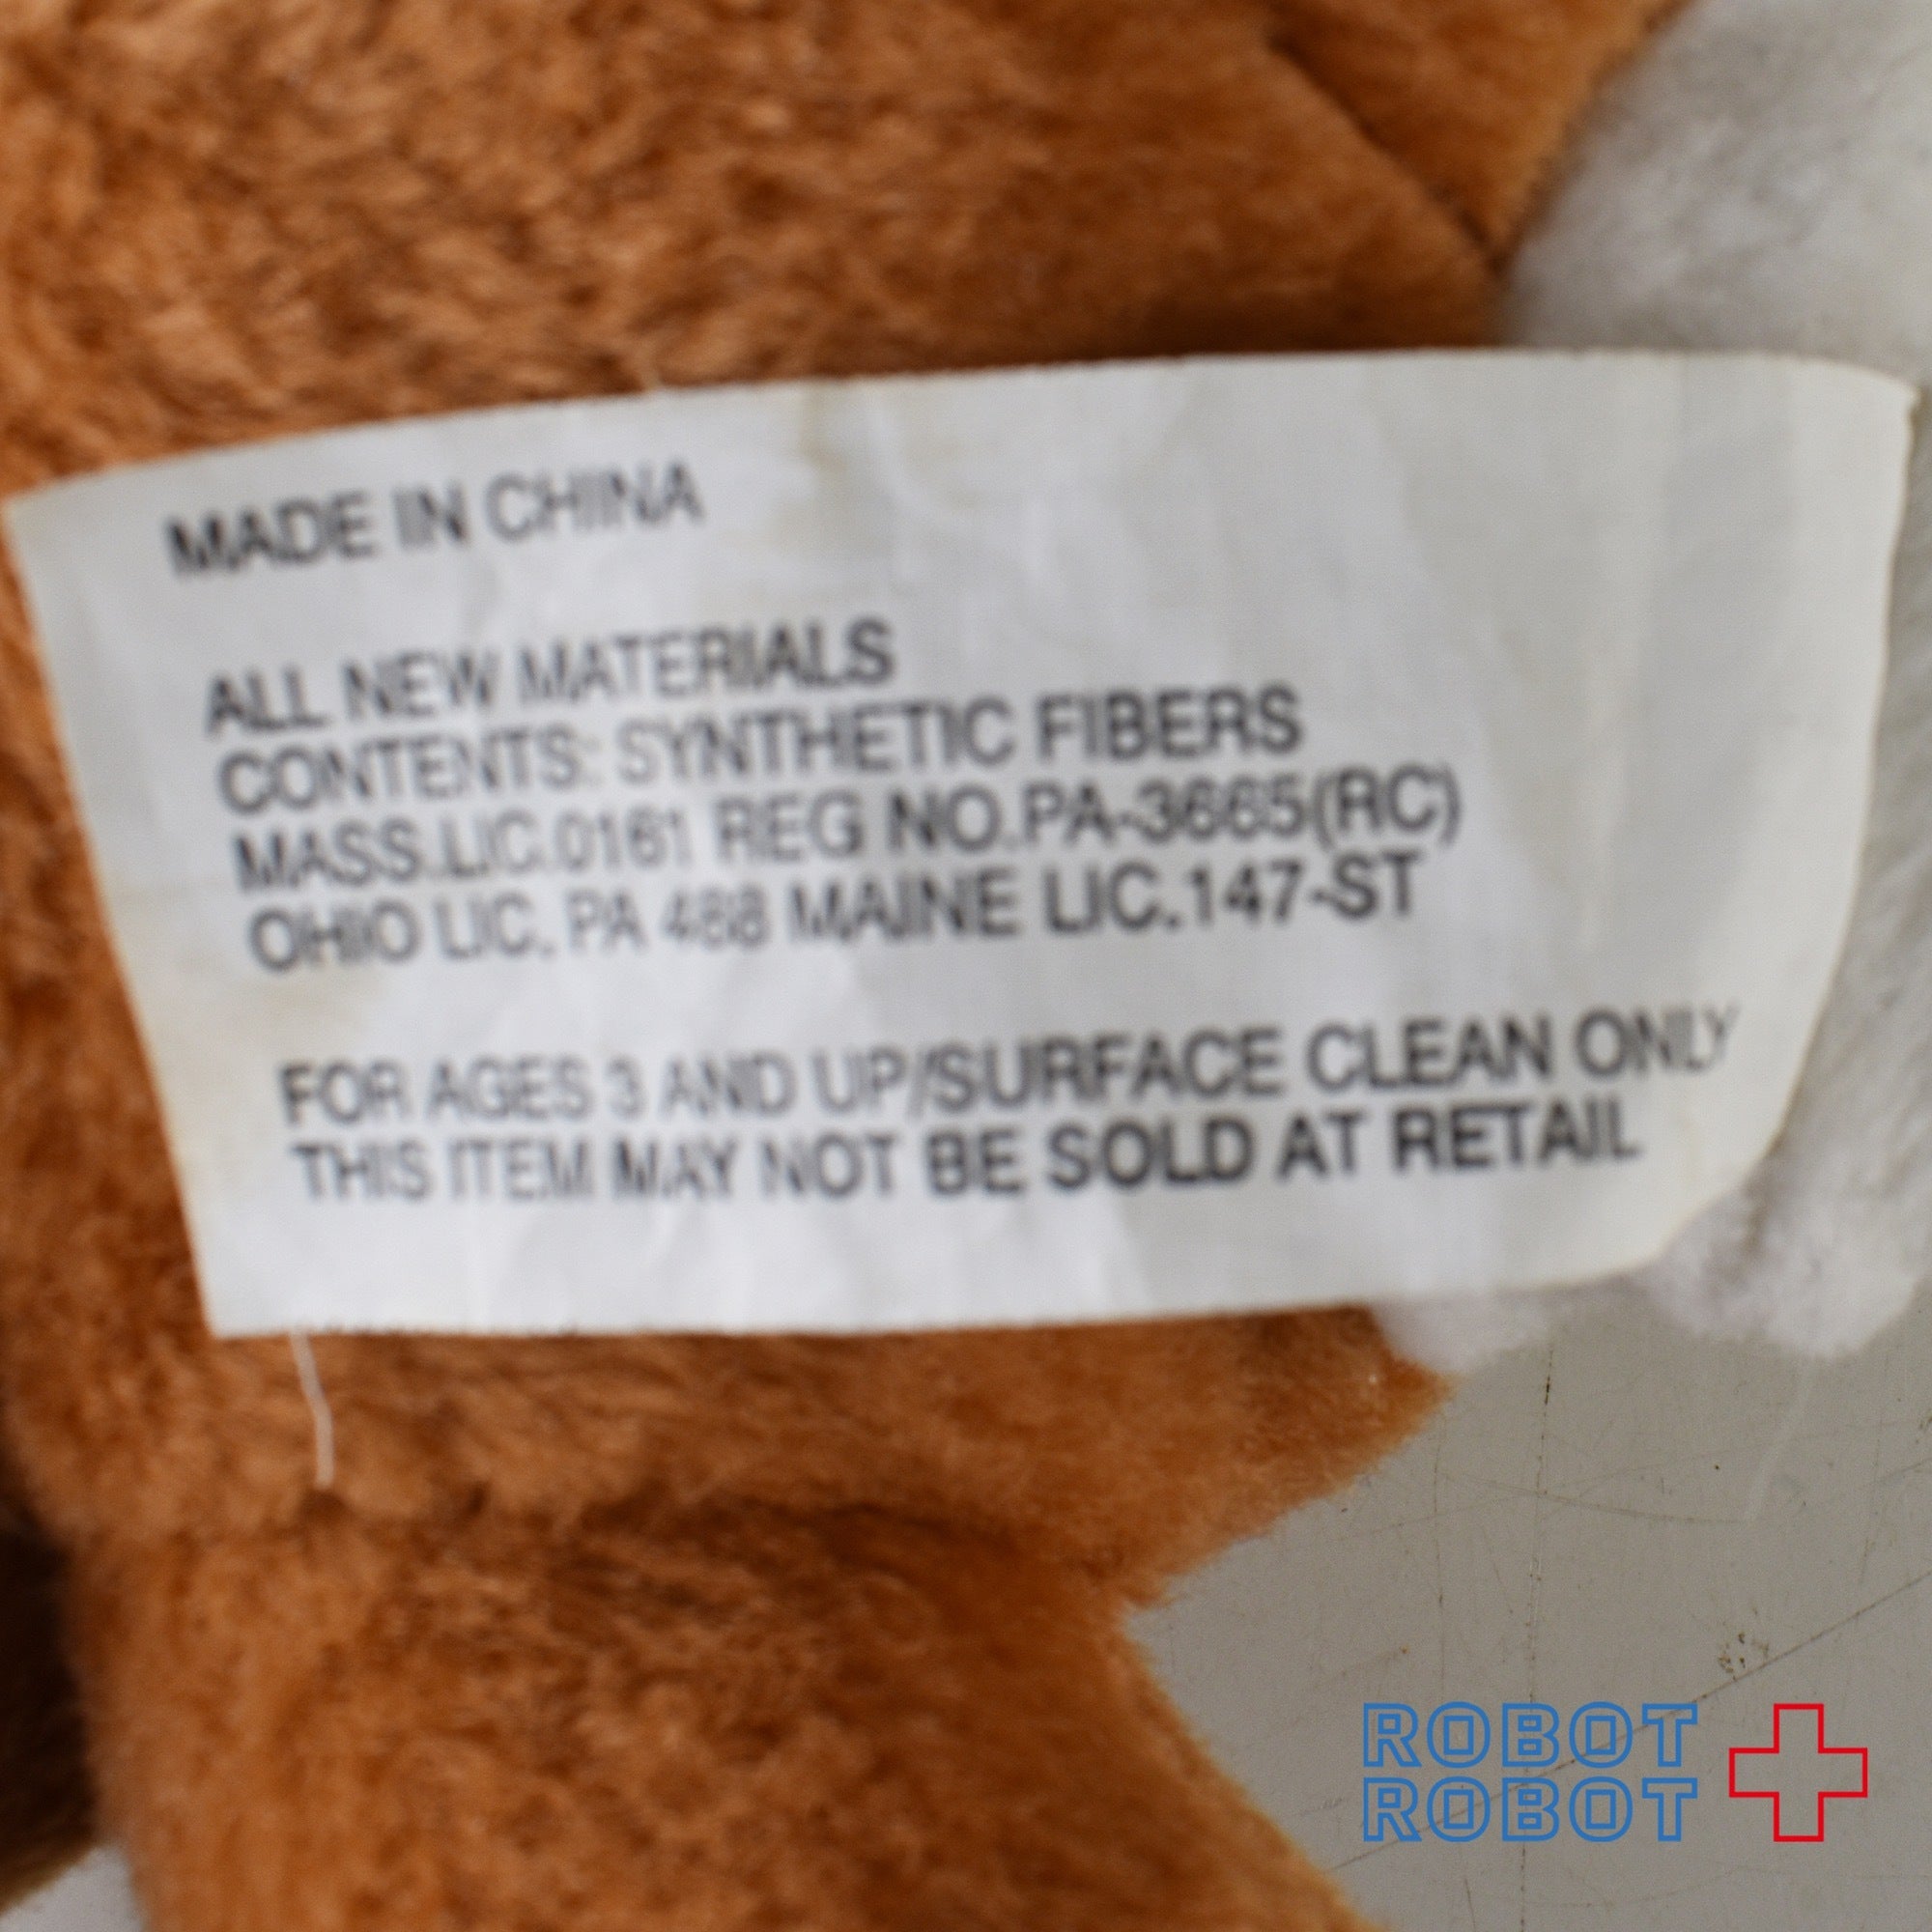 MADE IN CHINA
ALL NEW MATERIALS
CONTENTS: SYNTHETIC FIBERS
MASS.LIC.0161 REG NO.PA-3665(RC)
OHIO LIC. PA 488 MAINE LIC.147-ST
FOR AGES 3 AND UP/SURFACE CLEAN ONLY
THIS ITEM MAY NOT BE SOLD AT RETAIL
ROBOT
ROBOT